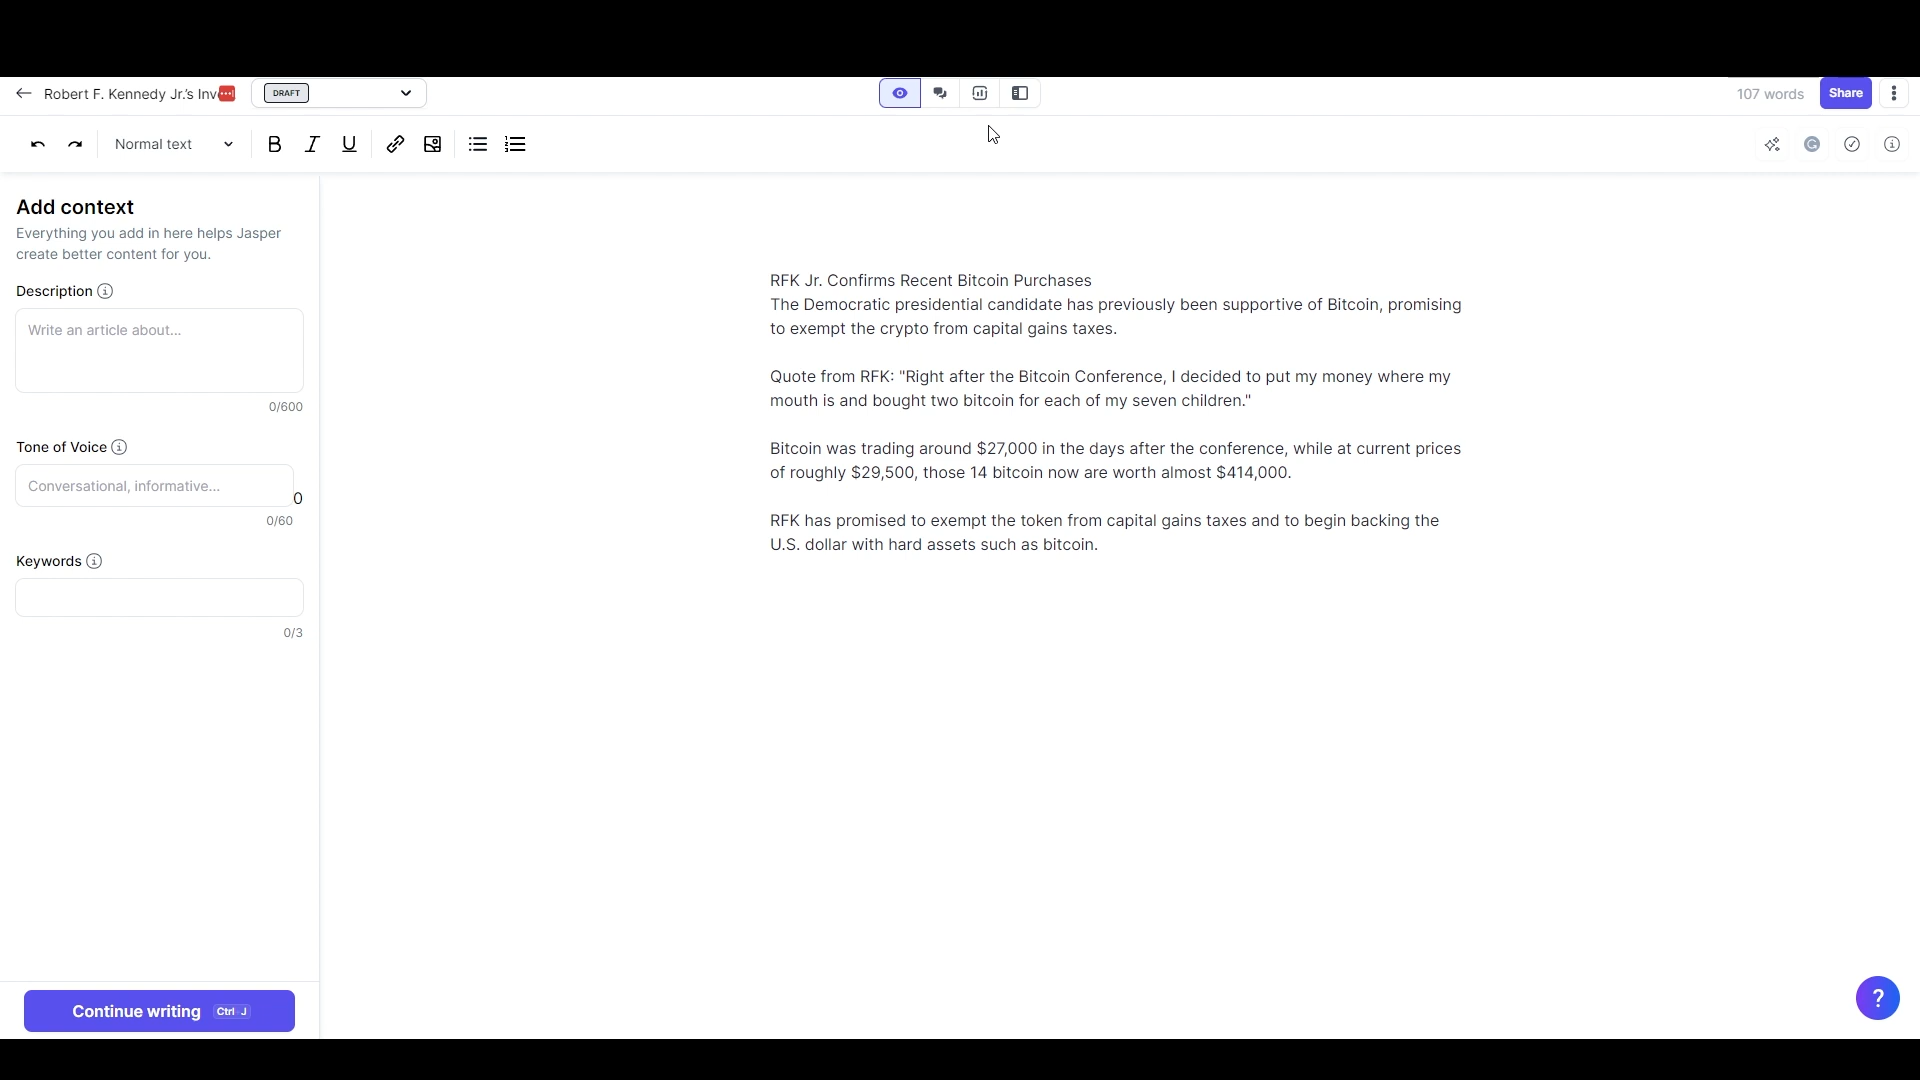 Robert F. Kennedy Jr.'s Inv
DRAFT
107 words
Share
Normal text
Add context
Everything you add in here helps Jasper
create better content for you.
Description
Write an article about...
0/600
Tone of Voice
Conversational, informative...
0
0/60
Keywords
0/3
Continue writing Ctrl J
RFK Jr. Confirms Recent Bitcoin Purchases
The Democratic presidential candidate has previously been supportive of Bitcoin, promising
to exempt the crypto from capital gains taxes.
Quote from RFK: "Right after the Bitcoin Conference, I decided to put my money where my
mouth is and bought two bitcoin for each of my seven children."
Bitcoin was trading around $27,000 in the days after the conference, while at current prices
of roughly $29,500, those 14 bitcoin now are worth almost $414,000.
RFK has promised to exempt the token from capital gains taxes and to begin backing the
U.S. dollar with hard assets such as bitcoin.
?